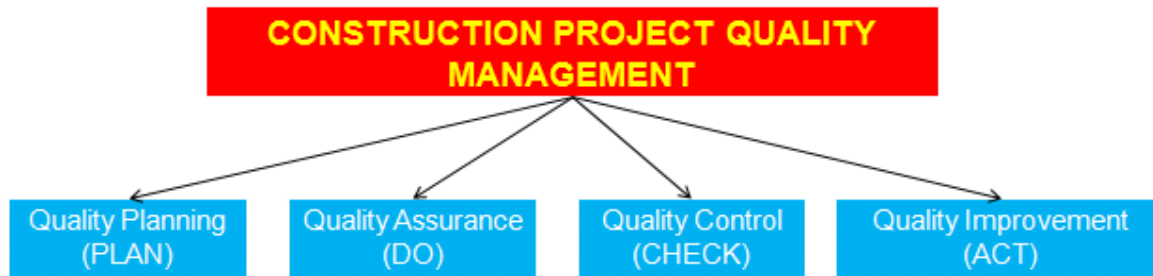 CONSTRUCTION PROJECT QUALITY
MANAGEMENT
Quality Planning
(PLAN)
Quality Assurance
(DO)
Quality Control
(CHECK)
Quality Improvement
(ACT)